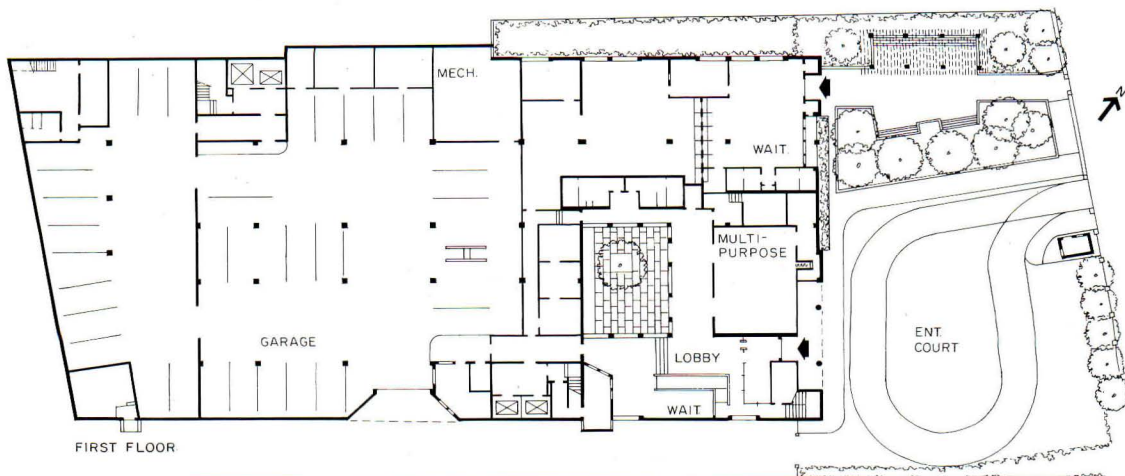 MECH.
N
WAIT.
MULTI-
PURPOSE
ENT.
COURT
GARAGE
LOBBY
WAIT.
FIRST FLOOR